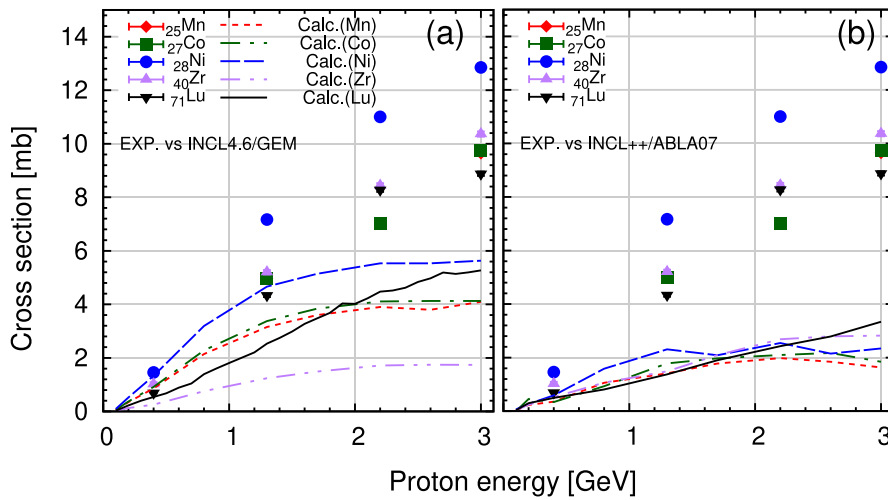 (a)
₂₅Mn Calc.(Mn)
₂₇Co Calc.(Co)
₂₈Ni Calc.(Ni)
₄₀Zr Calc.(Zr)
₇₁Lu Calc.(Lu)
EXP. vs INCL4.6/GEM
(b)
₂₅Mn
₂₇Co
₂₈Ni
₄₀Zr
₇₁Lu
EXP. vs INCL++/ABLA07
Cross section [mb]
14
12
10
8
6
4
2
0
0 1 2 3
1 2 3
Proton energy [GeV]